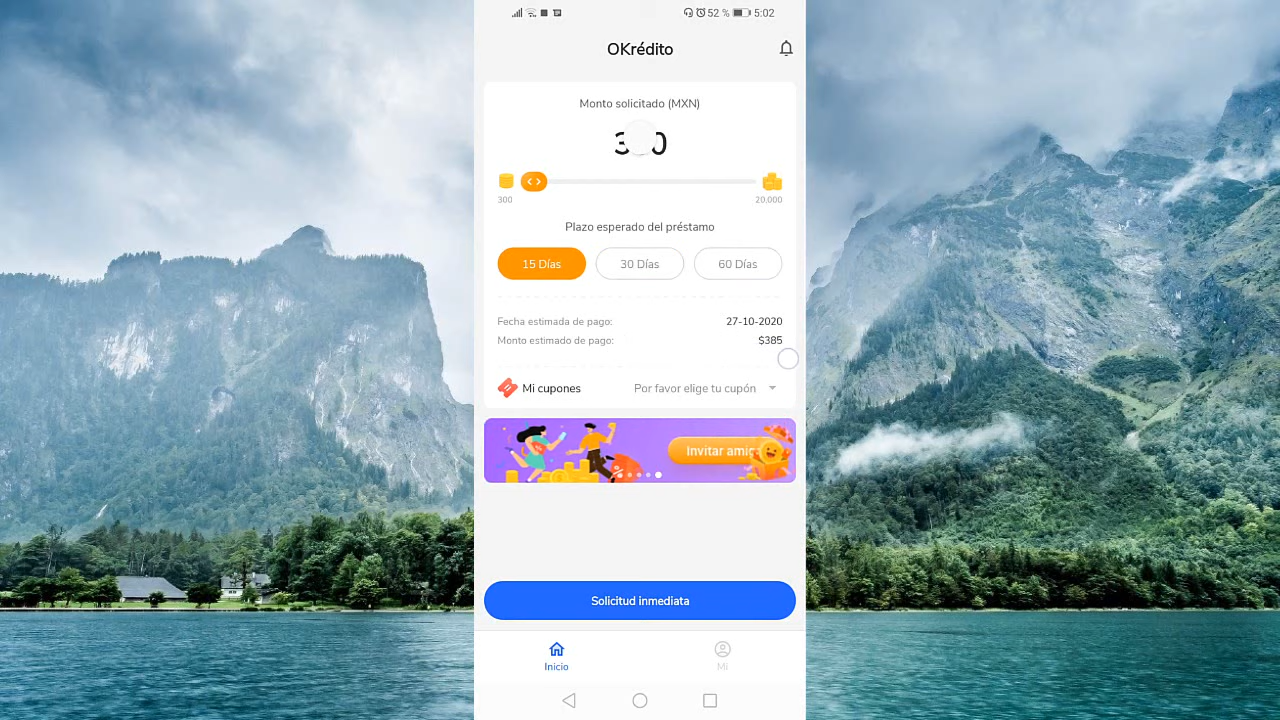 52 % 5:02
OKrédito
Monto solicitado (MXN)
300 20,000
Plazo esperado del préstamo
15 Días 30 Días 60 Días
Fecha estimada de pago: 27-10-2020
Monto estimado de pago: $385
Mi cupones Por favor elige tu cupón
Invitar
Solicitud inmediata
Inicio Mi